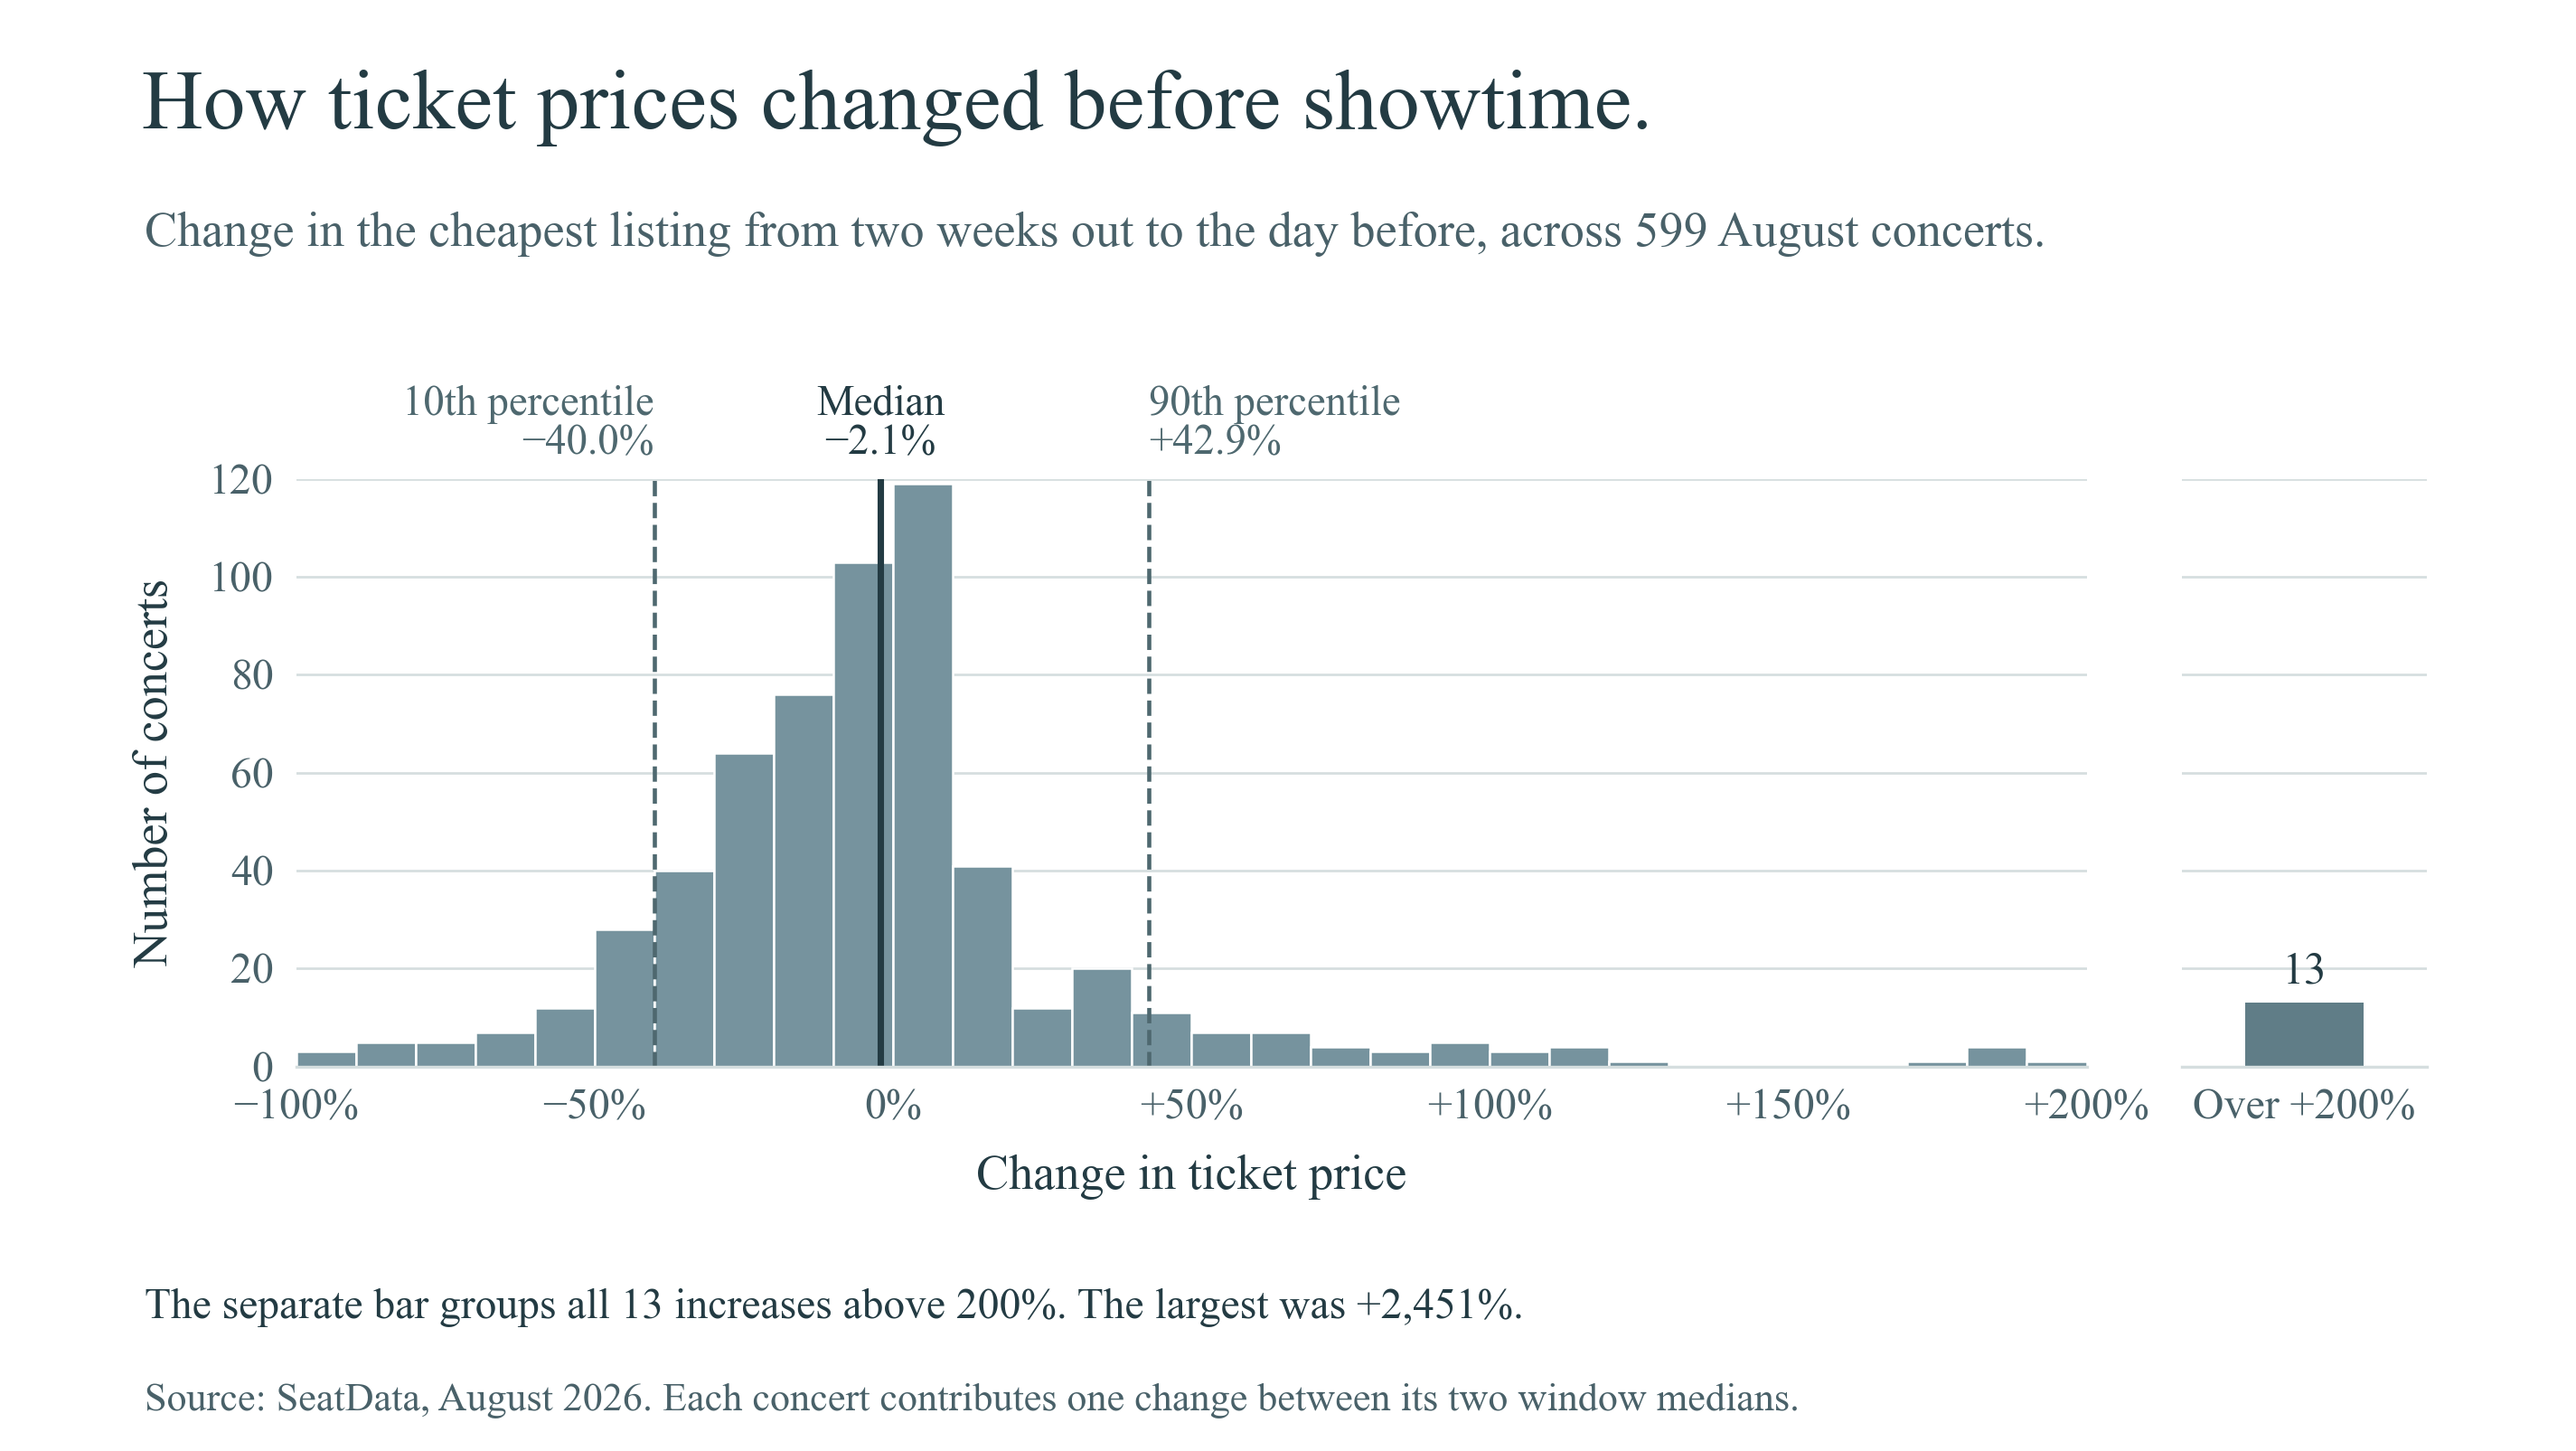 How ticket prices changed before showtime.
Change in the cheapest listing from two weeks out to the day before, across 599 August concerts.
10th percentile
−40.0%
Median
−2.1%
90th percentile
+42.9%
Number of concerts
120
100
80
60
40
20
0
13
−100%
−50%
0%
+50%
+100%
+150%
+200%
Over +200%
Change in ticket price
The separate bar groups all 13 increases above 200%. The largest was +2,451%.
Source: SeatData, August 2026. Each concert contributes one change between its two window medians.